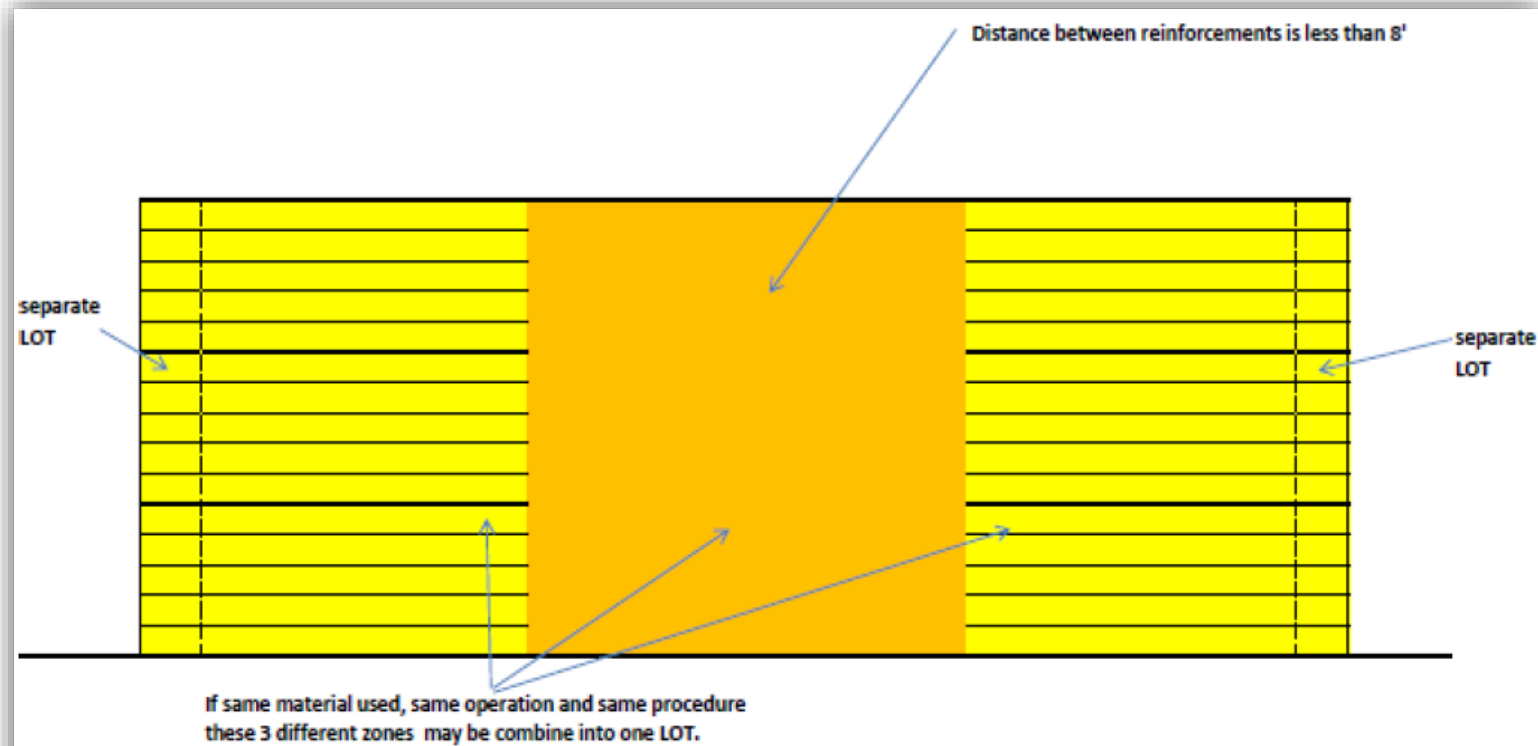 Distance between reinforcements is less than 8'
separate
LOT
separate
LOT
If same material used, same operation and same procedure
these 3 different zones may be combine into one LOT.